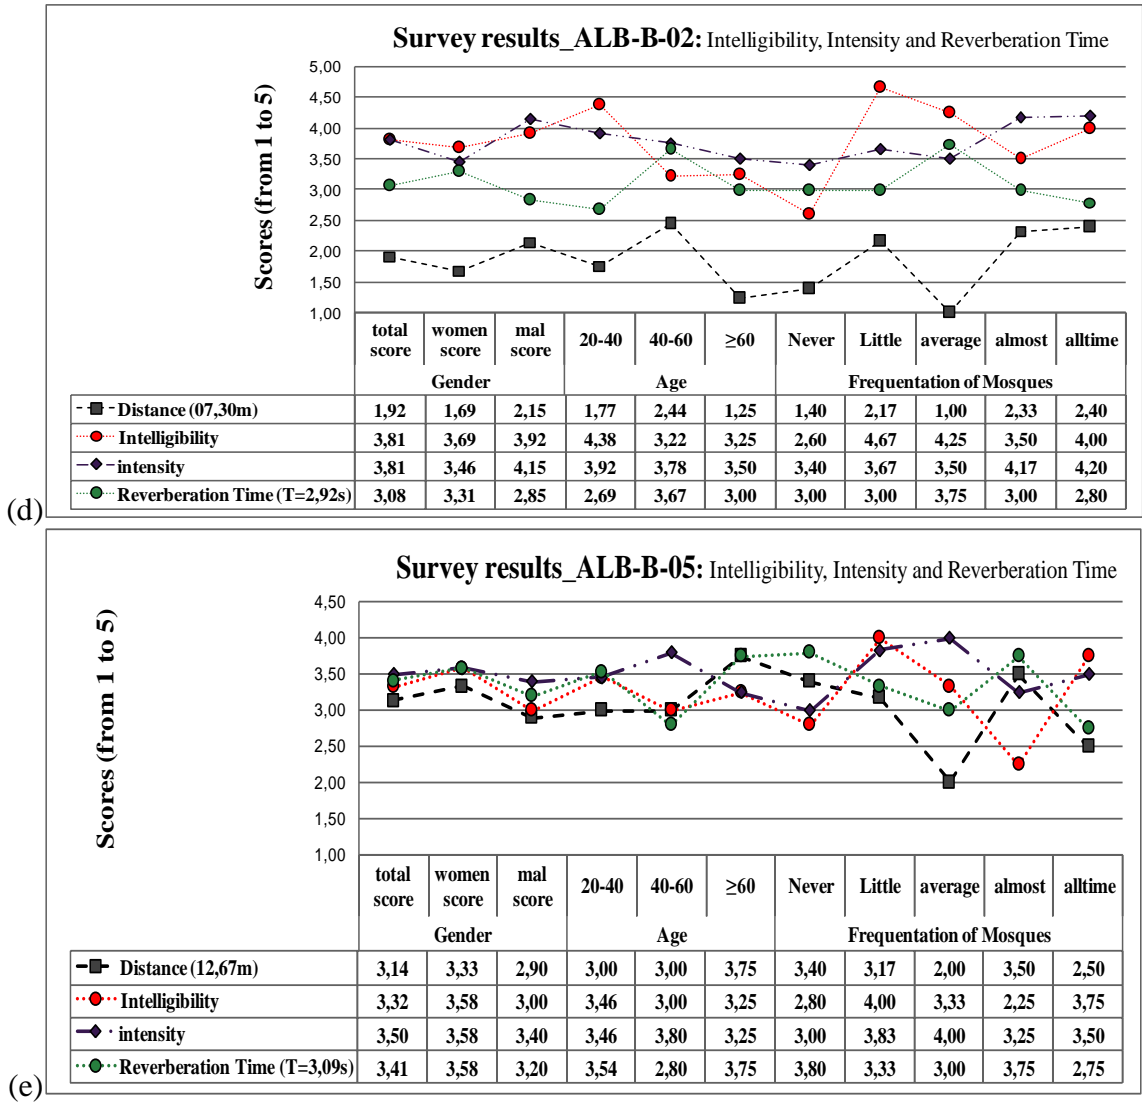 Survey results_ALB-B-02: Intelligibility, Intensity and Reverberation Time
Scores (from 1 to 5)
5,00
4,50
4,00
3,50
3,00
2,50
2,00
1,50
1,00
total score women score mal score 20-40 40-60 ≥60 Never Little average almost alltime
Gender Age Frequentation of Mosques
Distance (07,30m) 1,92 1,69 2,15 1,77 2,44 1,25 1,40 2,17 1,00 2,33 2,40
Intelligibility 3,81 3,69 3,92 4,38 3,22 3,25 2,60 4,67 4,25 3,50 4,00
intensity 3,81 3,46 4,15 3,92 3,78 3,50 3,40 3,67 3,50 4,17 4,20
Reverberation Time (T=2,92s) 3,08 3,31 2,85 2,69 3,67 3,00 3,00 3,00 3,75 3,00 2,80
(d)
Survey results_ALB-B-05: Intelligibility, Intensity and Reverberation Time
Scores (from 1 to 5)
4,50
4,00
3,50
3,00
2,50
2,00
1,50
1,00
total score women score mal score 20-40 40-60 ≥60 Never Little average almost alltime
Gender Age Frequentation of Mosques
Distance (12,67m) 3,14 3,33 2,90 3,00 3,00 3,75 3,40 3,17 2,00 3,50 2,50
Intelligibility 3,32 3,58 3,00 3,46 3,00 3,25 2,80 4,00 3,33 2,25 3,75
intensity 3,50 3,58 3,40 3,46 3,80 3,25 3,00 3,83 4,00 3,25 3,50
Reverberation Time (T=3,09s) 3,41 3,58 3,20 3,54 2,80 3,75 3,80 3,33 3,00 3,75 2,75
(e)